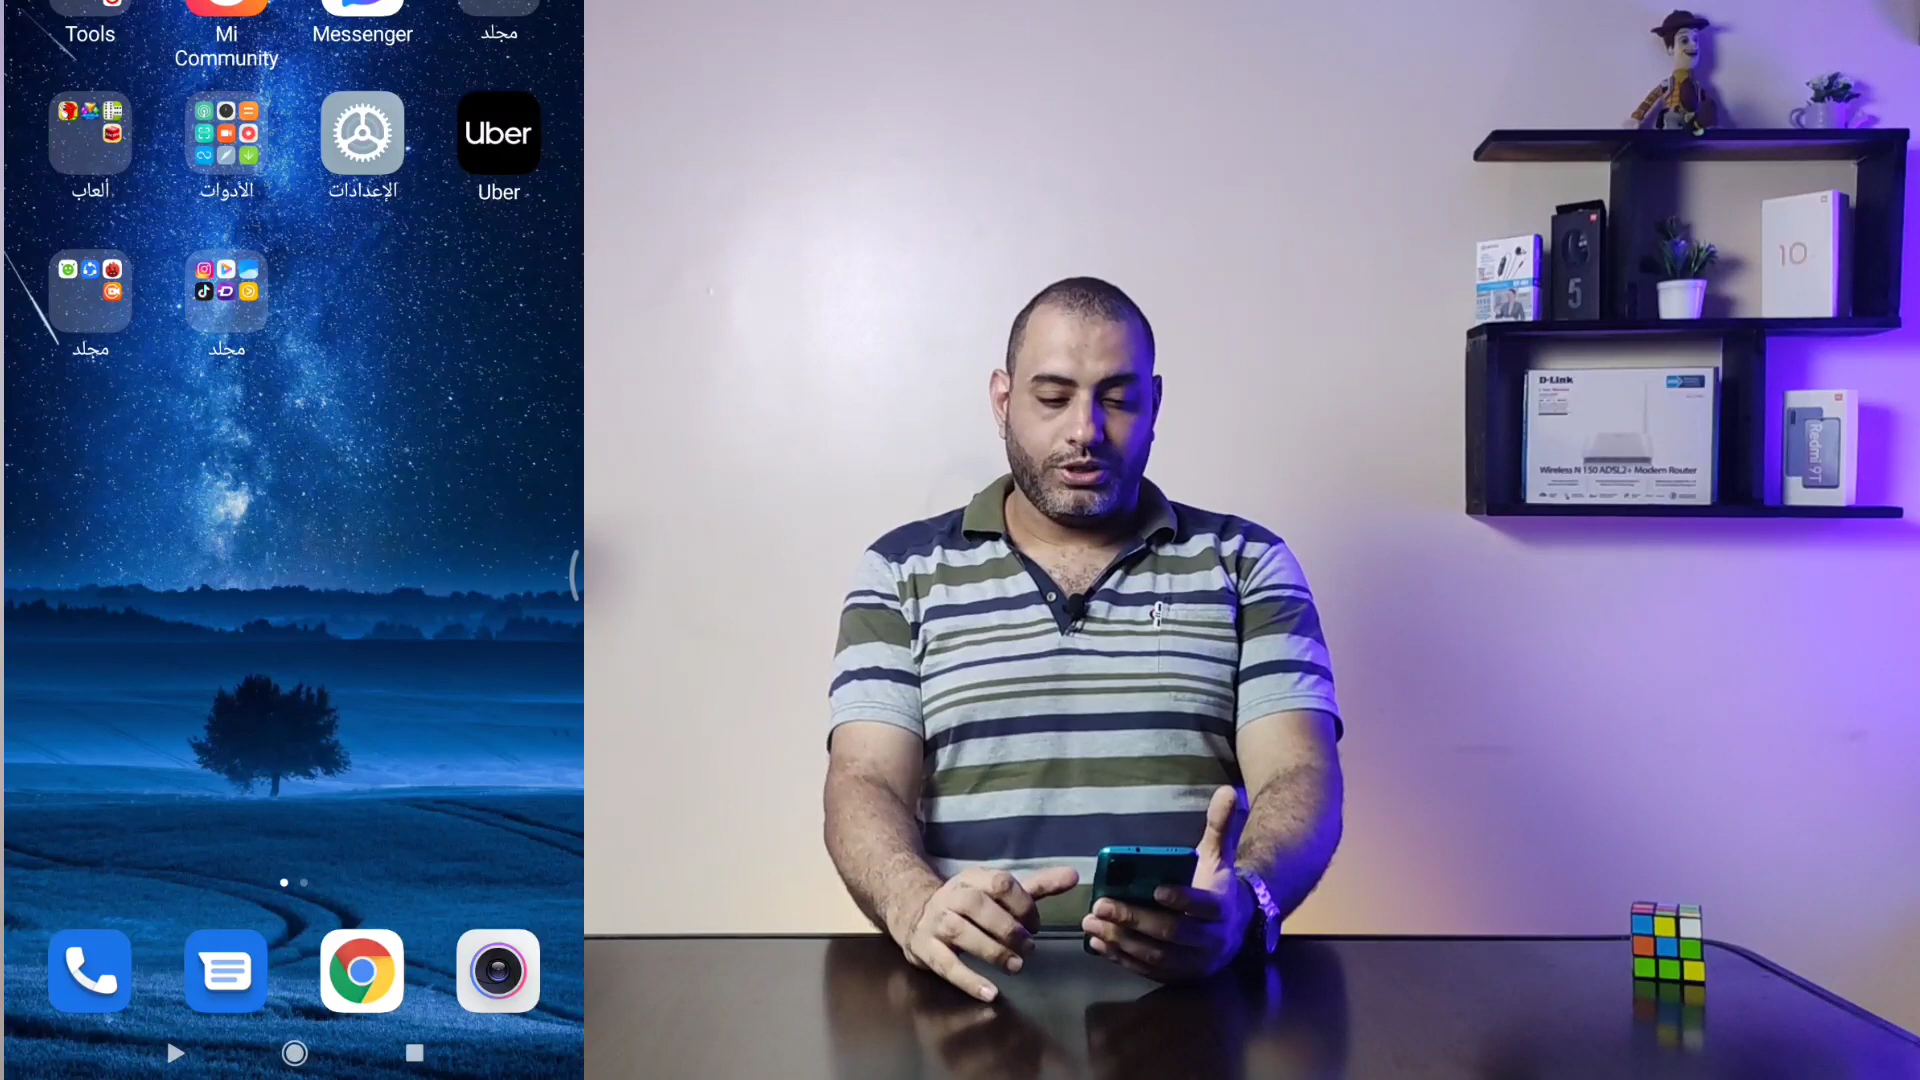 Tools
Mi
Community
Messenger
مجلد
Uber
ألعاب
الأدوات
الإعدادات
Uber
مجلد
مجلد
10
5
D-Link
Wireless N 150 ADSL2+ Modem Router
Redmi 9T